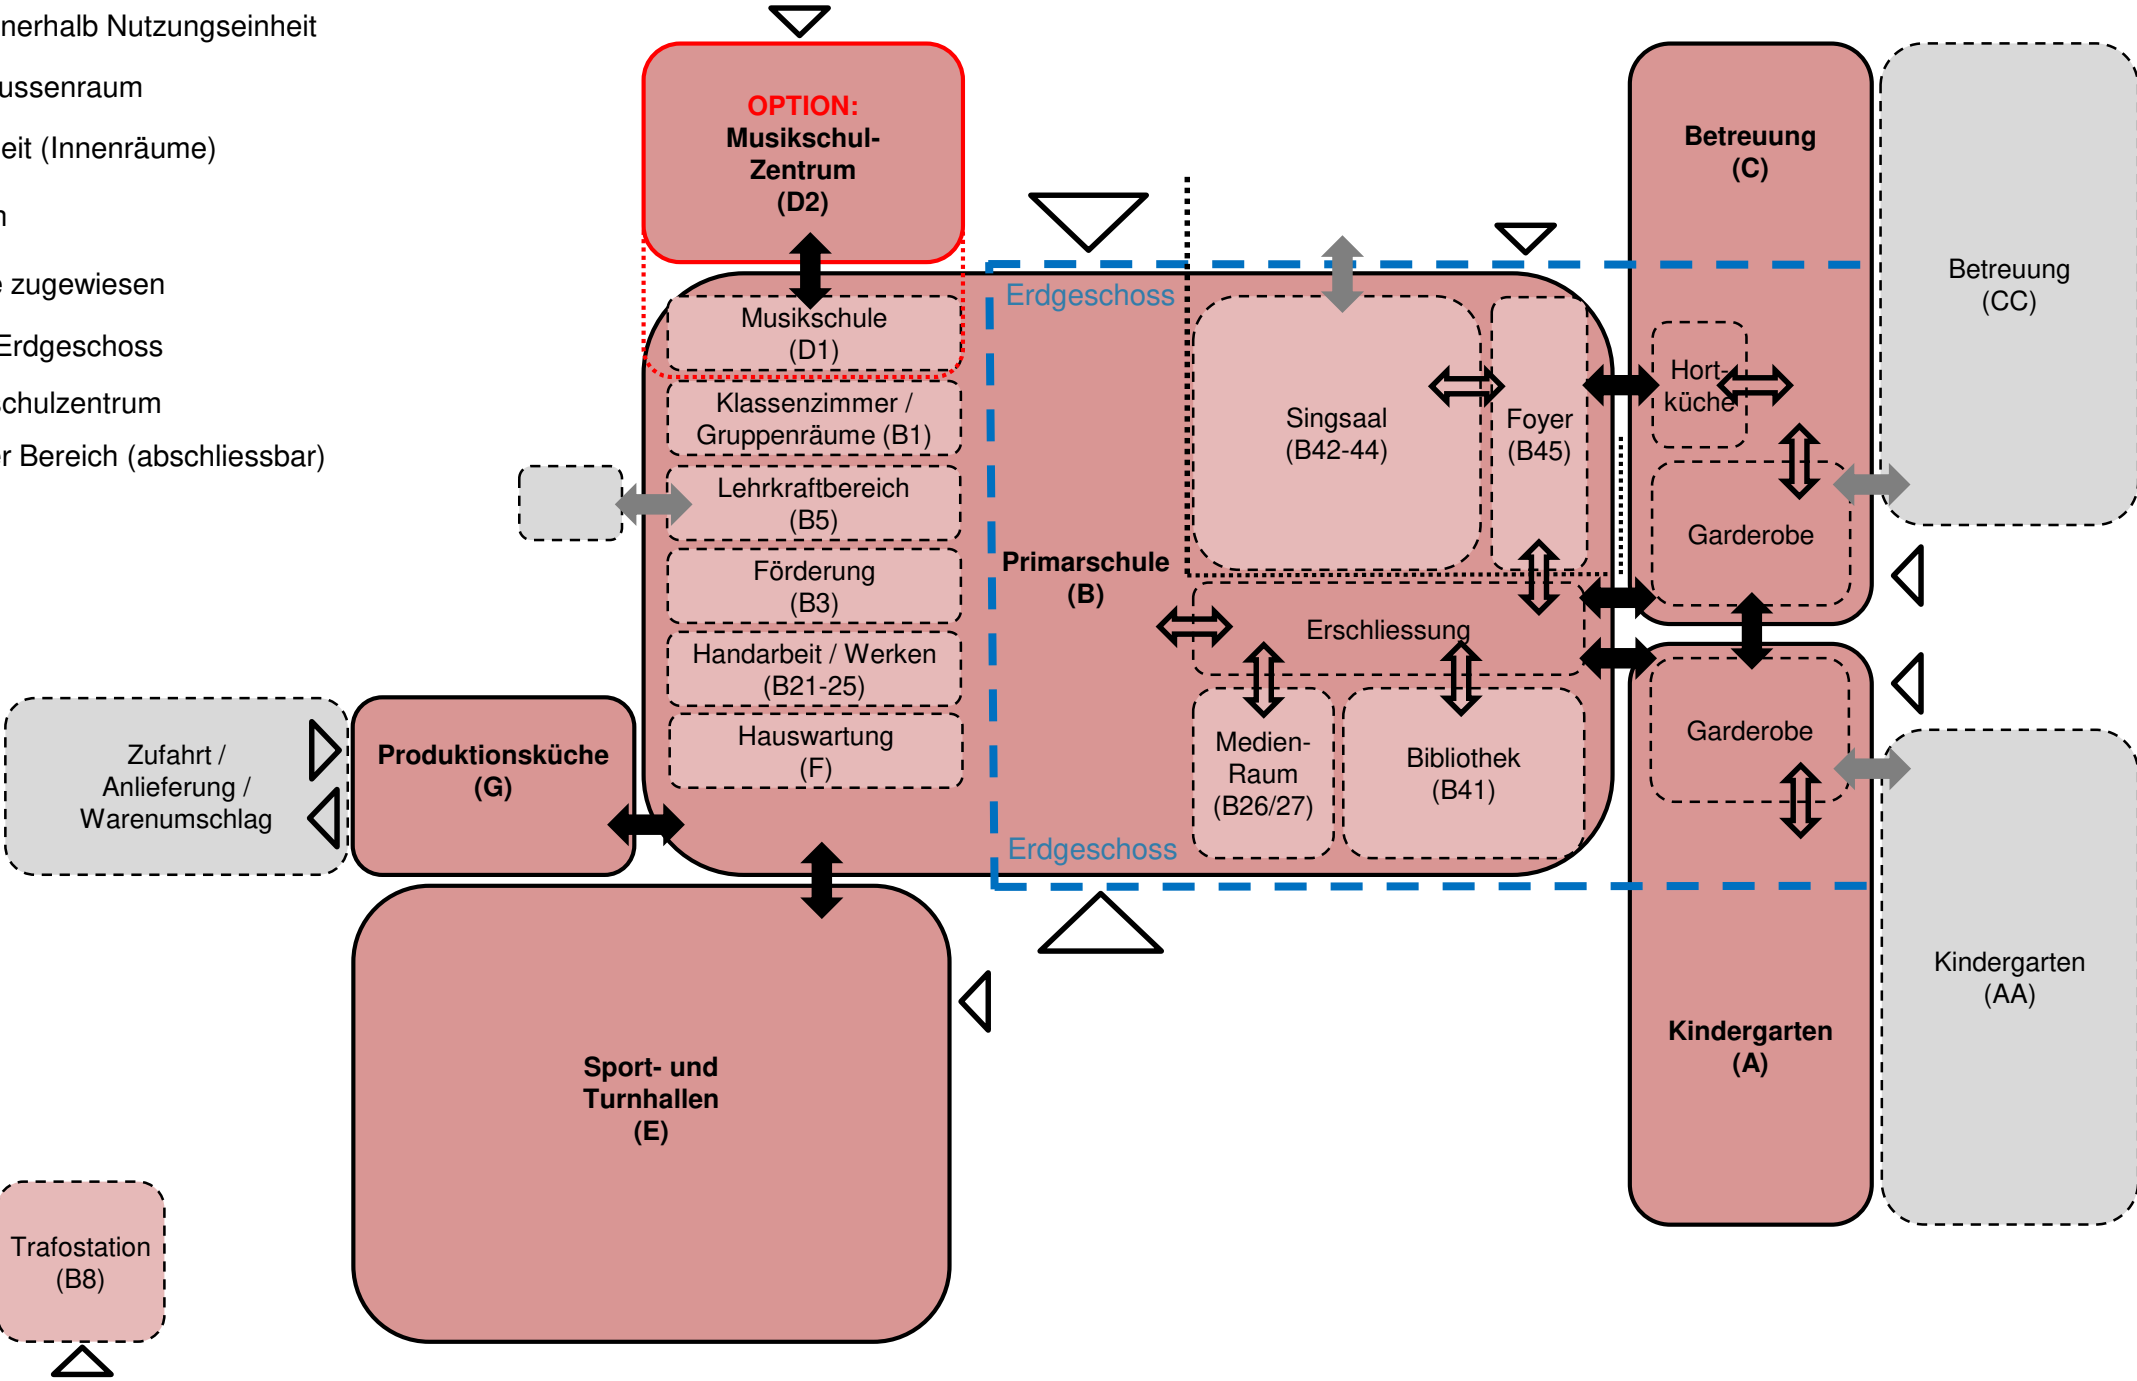 nerhalb Nutzungseinheit
ussenraum
eit (Innenräume)
n
zugewiesen
Erdgeschoss
schulzentrum
er Bereich (abschliessbar)
OPTION:
Musikschul-
Zentrum
(D2)
Betreuung
(C)
Betreuung
(CC)
Erdgeschoss
Musikschule
(D1)
Klassenzimmer /
Gruppenräume (B1)
Lehrkraftbereich
(B5)
Förderung
(B3)
Handarbeit / Werken
(B21-25)
Hauswartung
(F)
Primarschule
(B)
Singsaal
(B42-44)
Foyer
(B45)
Hort-
küche
Garderobe
Erschliessung
Medien-
Raum
(B26/27)
Bibliothek
(B41)
Erdgeschoss
Garderobe
Zufahrt /
Anlieferung /
Warenumschlag
Produktionsküche
(G)
Sport- und
Turnhallen
(E)
Kindergarten
(A)
Kindergarten
(AA)
Trafostation
(B8)